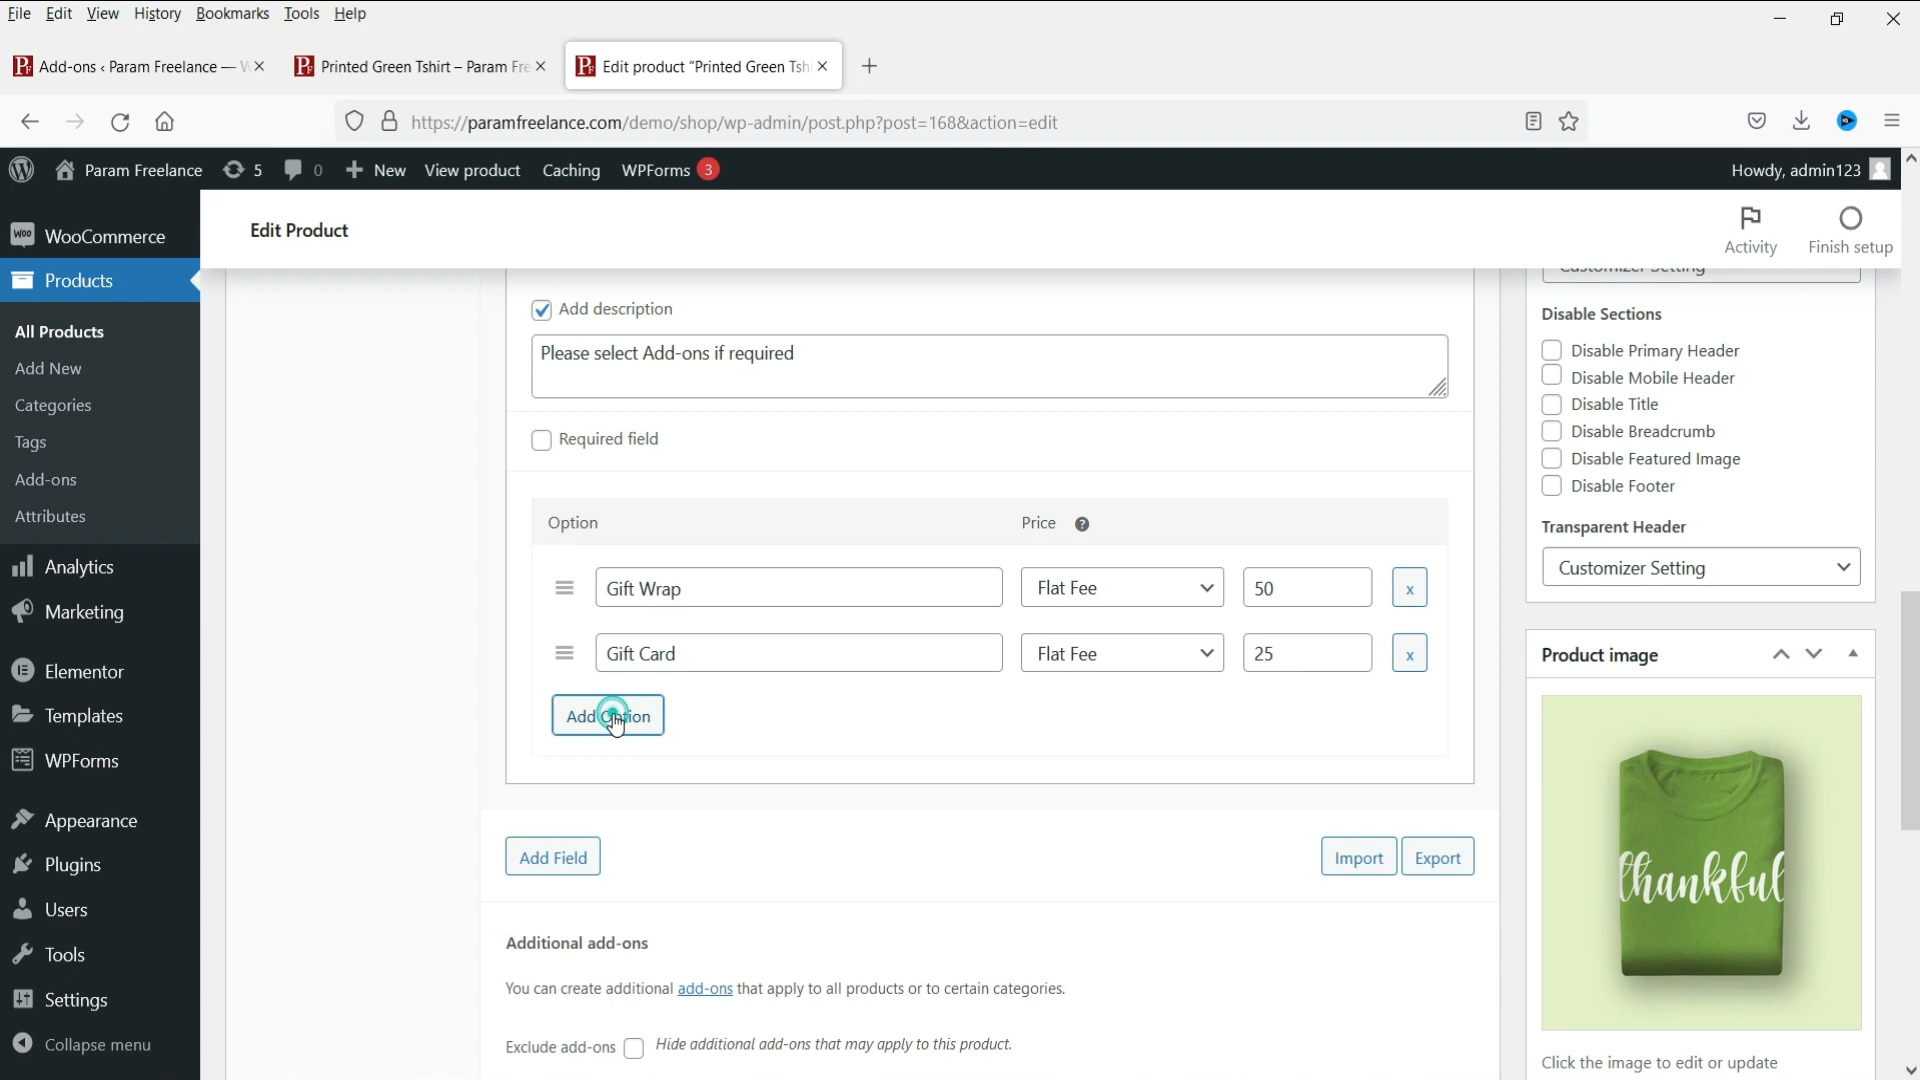 File Edit View History Bookmarks Tools Help
Add-ons ‹ Param Freelance — W
Printed Green Tshirt – Param Fre
Edit product “Printed Green Tsh
https://paramfreelance.com/demo/shop/wp-admin/post.php?post=168&action=edit
Param Freelance 5 0 New View product Caching WPForms 3 Howdy, admin123
WooCommerce
Products
All Products
Add New
Categories
Tags
Add-ons
Attributes
Analytics
Marketing
Elementor
Templates
WPForms
Appearance
Plugins
Users
Tools
Settings
Collapse menu
Edit Product
Activity
Finish setup
Add description
Please select Add-ons if required
Required field
Option Price ?
Gift Wrap Flat Fee 50 x
Gift Card Flat Fee 25 x
Add Option
Add Field Import Export
Additional add-ons
You can create additional add-ons that apply to all products or to certain categories.
Exclude add-ons Hide additional add-ons that may apply to this product.
Customizer Setting
Disable Sections
Disable Primary Header
Disable Mobile Header
Disable Title
Disable Breadcrumb
Disable Featured Image
Disable Footer
Transparent Header
Customizer Setting
Product image
thankful
Click the image to edit or update